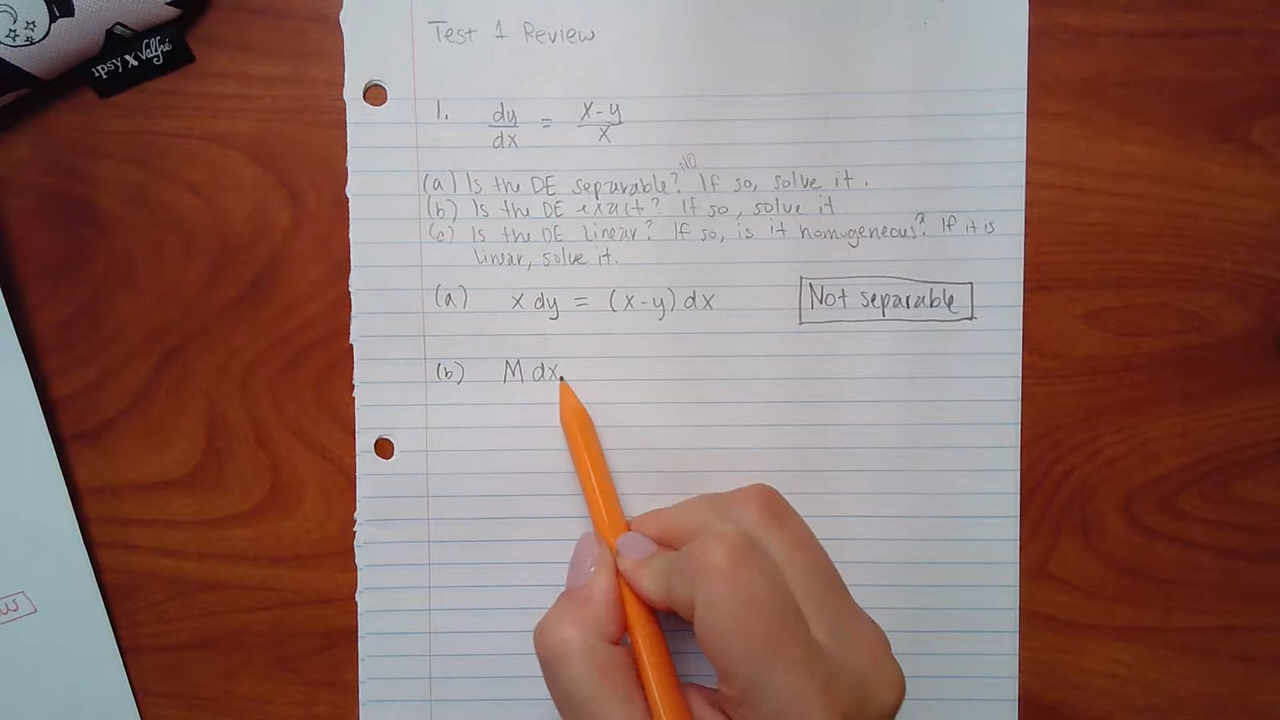 ipsy x Valfré
Test 1 Review
1. dy/dx = x-y/x
NO
(a) Is the DE separable? If so, solve it.
(b) Is the DE exact? If so, solve it
(c) Is the DE linear? If so, is it homogeneous? If it is
linear, solve it.
(a) x dy = (x-y) dx Not separable
(b) M dx